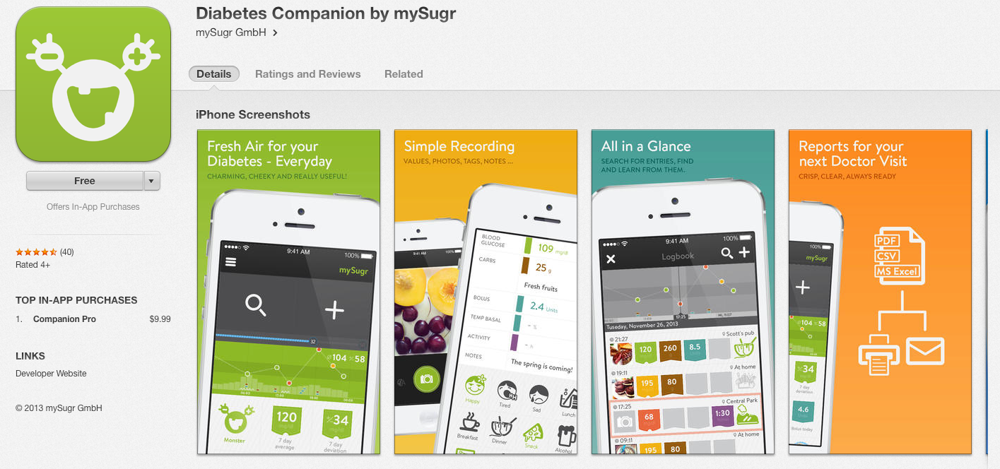 Diabetes Companion by mySugr
mySugr GmbH
Details
Ratings and Reviews
Related
Free
Offers In-App Purchases
(40)
Rated 4+
TOP IN-APP PURCHASES
1. Companion Pro $9.99
LINKS
Developer Website
© 2013 mySugr GmbH
iPhone Screenshots
Fresh Air for your
Diabetes - Everyday
CHARMING, CHEEKY AND REALLY USEFUL!
9:41 AM
100%
mySugr
32
104
58
Monster
120
7 day
average
34
7 day
deviation
Simple Recording
VALUES, PHOTOS, TAGS, NOTES ...
9:41 AM
BLOOD
GLUCOSE
109 mg/dl
CARBS
25 g
Fresh fruits
BOLUS
2.4 Units
TEMP BASAL
- %
ACTIVITY
- h
NOTES
The spring is coming!
Happy
Tired
Sad
Lunch
Breakfast
Dinner
Snack
Alcohol
All in a Glance
SEARCH FOR ENTRIES, FIND
AND LEARN FROM THEM.
9:41 AM
100%
Logbook
17:25
Tuesday, November 26, 2013
21:27
Scott's pub
120
260
8.5
19:11
At home
195
80
17:25
Central Park
68
1:30
09:11
At home
195
80
Reports for your
next Doctor Visit
CRISP, CLEAR, ALWAYS READY
100%
mySugr
104
58
34
7 day
deviation
4.6
Bolus today
PDF
CSV
MS Excel